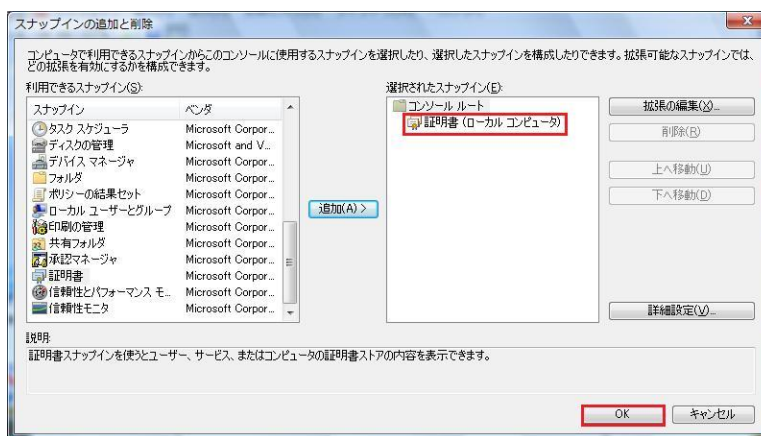 スナップインの追加と削除
コンピュータで利用できるスナップインからこのコンソールに使用するスナップインを選択したり、選択したスナップインを構成したりできます。拡張可能なスナップインでは、
どの拡張を有効にするかを構成できます。
利用できるスナップイン(S):
選択されたスナップイン(E):
スナップイン ベンダ
タスク スケジューラ Microsoft Corpor...
ディスクの管理 Microsoft and V...
デバイス マネージャ Microsoft Corpor...
フォルダ Microsoft Corpor...
ポリシーの結果セット Microsoft Corpor...
ローカル ユーザーとグループ Microsoft Corpor...
印刷の管理 Microsoft Corpor...
共有フォルダ Microsoft Corpor...
承認マネージャ Microsoft Corpor...
証明書 Microsoft Corpor...
信頼性とパフォーマンス モ... Microsoft Corpor...
信頼性モニタ Microsoft Corpor...
追加(A) >
コンソール ルート
証明書 (ローカル コンピュータ)
拡張の編集(X)...
削除(R)
上へ移動(U)
下へ移動(D)
詳細設定(V)...
説明:
証明書スナップインを使うとユーザー、サービス、またはコンピュータの証明書ストアの内容を表示できます。
OK
キャンセル